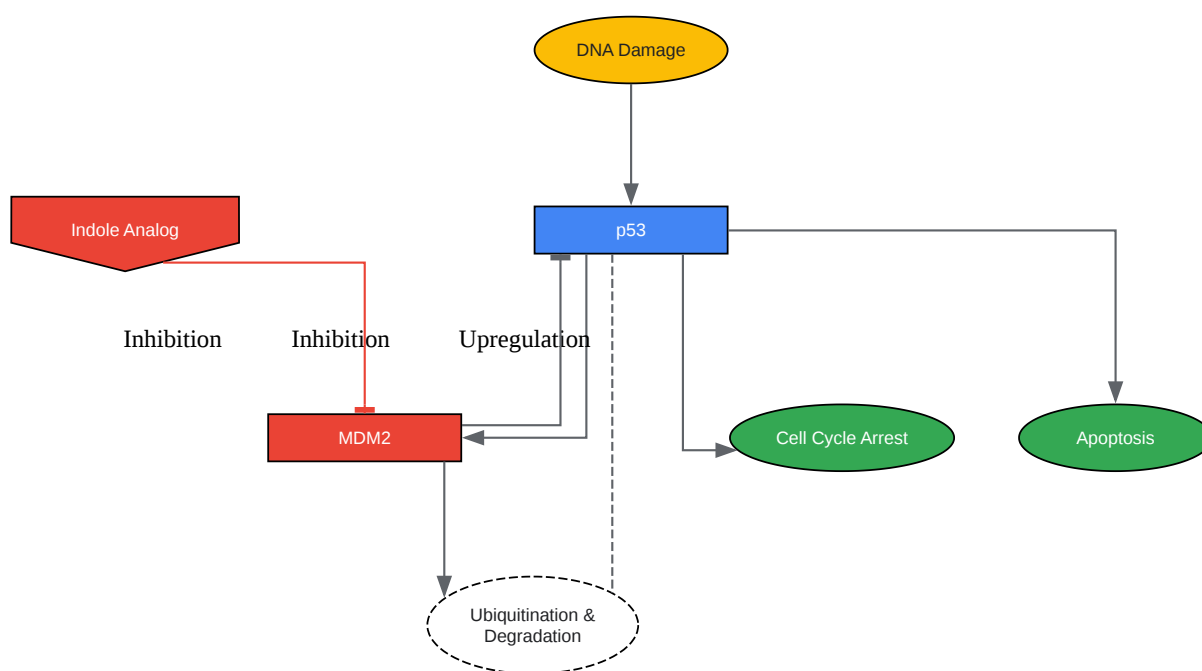 DNA Damage
Indole Analog
p53
Inhibition
Inhibition
Upregulation
MDM2
Cell Cycle Arrest
Apoptosis
Ubiquitination &
Degradation